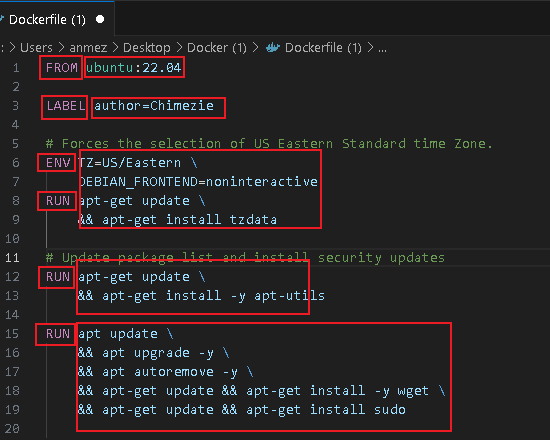 Dockerfile (1)
: > Users > anmez > Desktop > Docker (1) > Dockerfile (1) > ...
1 FROM ubuntu:22.04
2
3 LABEL author=Chimezie
4
5 # Forces the selection of US Eastern Standard time Zone.
6 ENV TZ=US/Eastern \
7 DEBIAN_FRONTEND=noninteractive
8 RUN apt-get update \
9 && apt-get install tzdata
10
11 # Update package list and install security updates
12 RUN apt-get update \
13 && apt-get install -y apt-utils
14
15 RUN apt update \
16 && apt upgrade -y \
17 && apt autoremove -y \
18 && apt-get update && apt-get install -y wget \
19 && apt-get update && apt-get install sudo
20